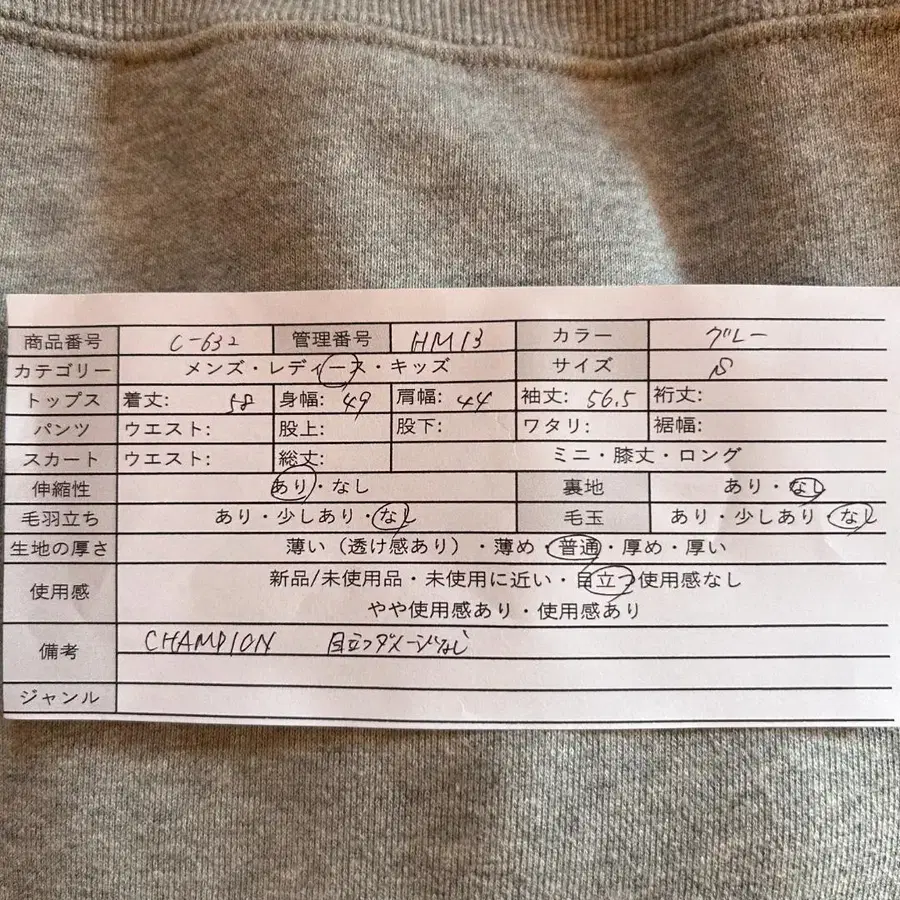 商品番号 C-632 管理番号 HM13 カラー グレー
カテゴリー メンズ・レディース・キッズ サイズ S
トップス 着丈: 58 身幅: 49 肩幅: 44 袖丈: 56.5 裄丈:
パンツ ウエスト: 股上: 股下: ワタリ: 裾幅:
スカート ウエスト: 総丈: ミニ・膝丈・ロング
伸縮性 あり・なし 裏地 あり・なし
毛羽立ち あり・少しあり・なし 毛玉 あり・少しあり・なし
生地の厚さ 薄い(透け感あり)・薄め・普通・厚め・厚い
使用感 新品/未使用品・未使用に近い・目立つ使用感なし
やや使用感あり・使用感あり
備考 CHAMPION 目立つダメージなし
ジャンル